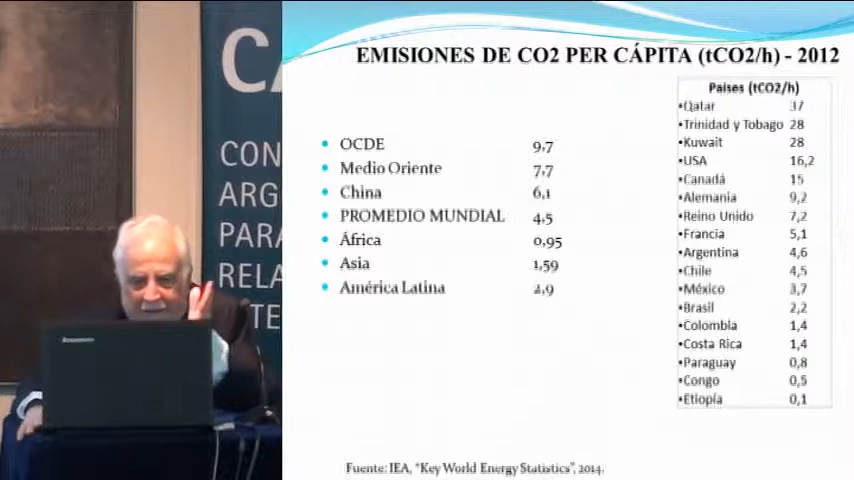 CA
CON
ARG
PARA
RELA
TE
lenovo
EMISIONES DE CO2 PER CÁPITA (tCO2/h) - 2012
OCDE 9,7
Medio Oriente 7,7
China 6,1
PROMEDIO MUNDIAL 4,5
África 0,95
Asia 1,59
América Latina 2,9
Países (tCO2/h)
•Qatar 37
•Trinidad y Tobago 28
•Kuwait 28
•USA 16,2
•Canadá 15
•Alemania 9,2
•Reino Unido 7,2
•Francia 5,1
•Argentina 4,6
•Chile 4,5
•México 3,7
•Brasil 2,2
•Colombia 1,4
•Costa Rica 1,4
•Paraguay 0,8
•Congo 0,5
•Etiopía 0,1
Fuente: IEA, "Key World Energy Statistics", 2014.